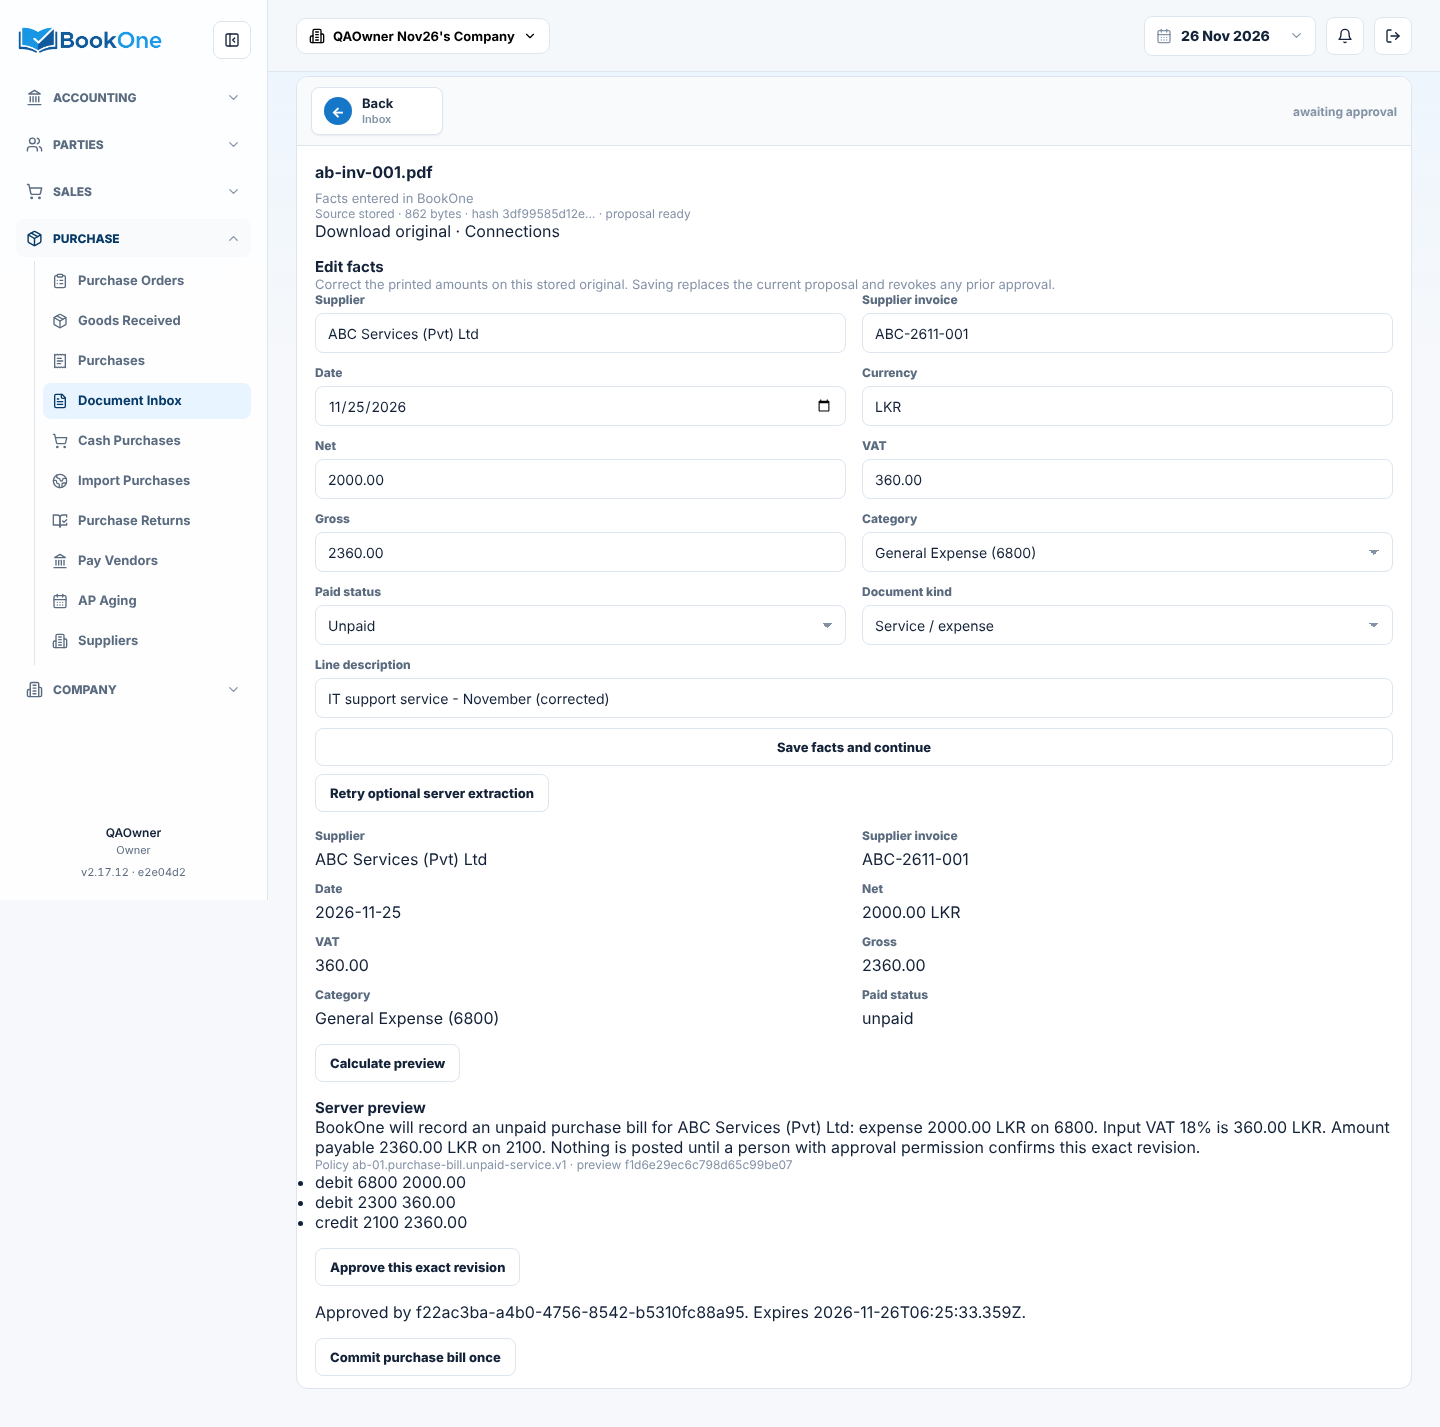 BookOne
QAOwner Nov26's Company
26 Nov 2026
ACCOUNTING
PARTIES
SALES
PURCHASE
Purchase Orders
Goods Received
Purchases
Document Inbox
Cash Purchases
Import Purchases
Purchase Returns
Pay Vendors
AP Aging
Suppliers
COMPANY
QAOwner
Owner
v2.17.12 · e2e04d2
Back
Inbox
awaiting approval
ab-inv-001.pdf
Facts entered in BookOne
Source stored · 862 bytes · hash 3df99585d12e... · proposal ready
Download original · Connections
Edit facts
Correct the printed amounts on this stored original. Saving replaces the current proposal and revokes any prior approval.
Supplier
Supplier invoice
ABC Services (Pvt) Ltd
ABC-2611-001
Date
Currency
11/25/2026
LKR
Net
VAT
2000.00
360.00
Gross
Category
2360.00
General Expense (6800)
Paid status
Document kind
Unpaid
Service / expense
Line description
IT support service - November (corrected)
Save facts and continue
Retry optional server extraction
Supplier
Supplier invoice
ABC Services (Pvt) Ltd
ABC-2611-001
Date
Net
2026-11-25
2000.00 LKR
VAT
Gross
360.00
2360.00
Category
Paid status
General Expense (6800)
unpaid
Calculate preview
Server preview
BookOne will record an unpaid purchase bill for ABC Services (Pvt) Ltd: expense 2000.00 LKR on 6800. Input VAT 18% is 360.00 LKR. Amount
payable 2360.00 LKR on 2100. Nothing is posted until a person with approval permission confirms this exact revision.
Policy ab-01.purchase-bill.unpaid-service.v1 · preview f1d6e29ec6c798d65c99be07
debit 6800 2000.00
debit 2300 360.00
credit 2100 2360.00
Approve this exact revision
Approved by f22ac3ba-a4b0-4756-8542-b5310fc88a95. Expires 2026-11-26T06:25:33.359Z.
Commit purchase bill once